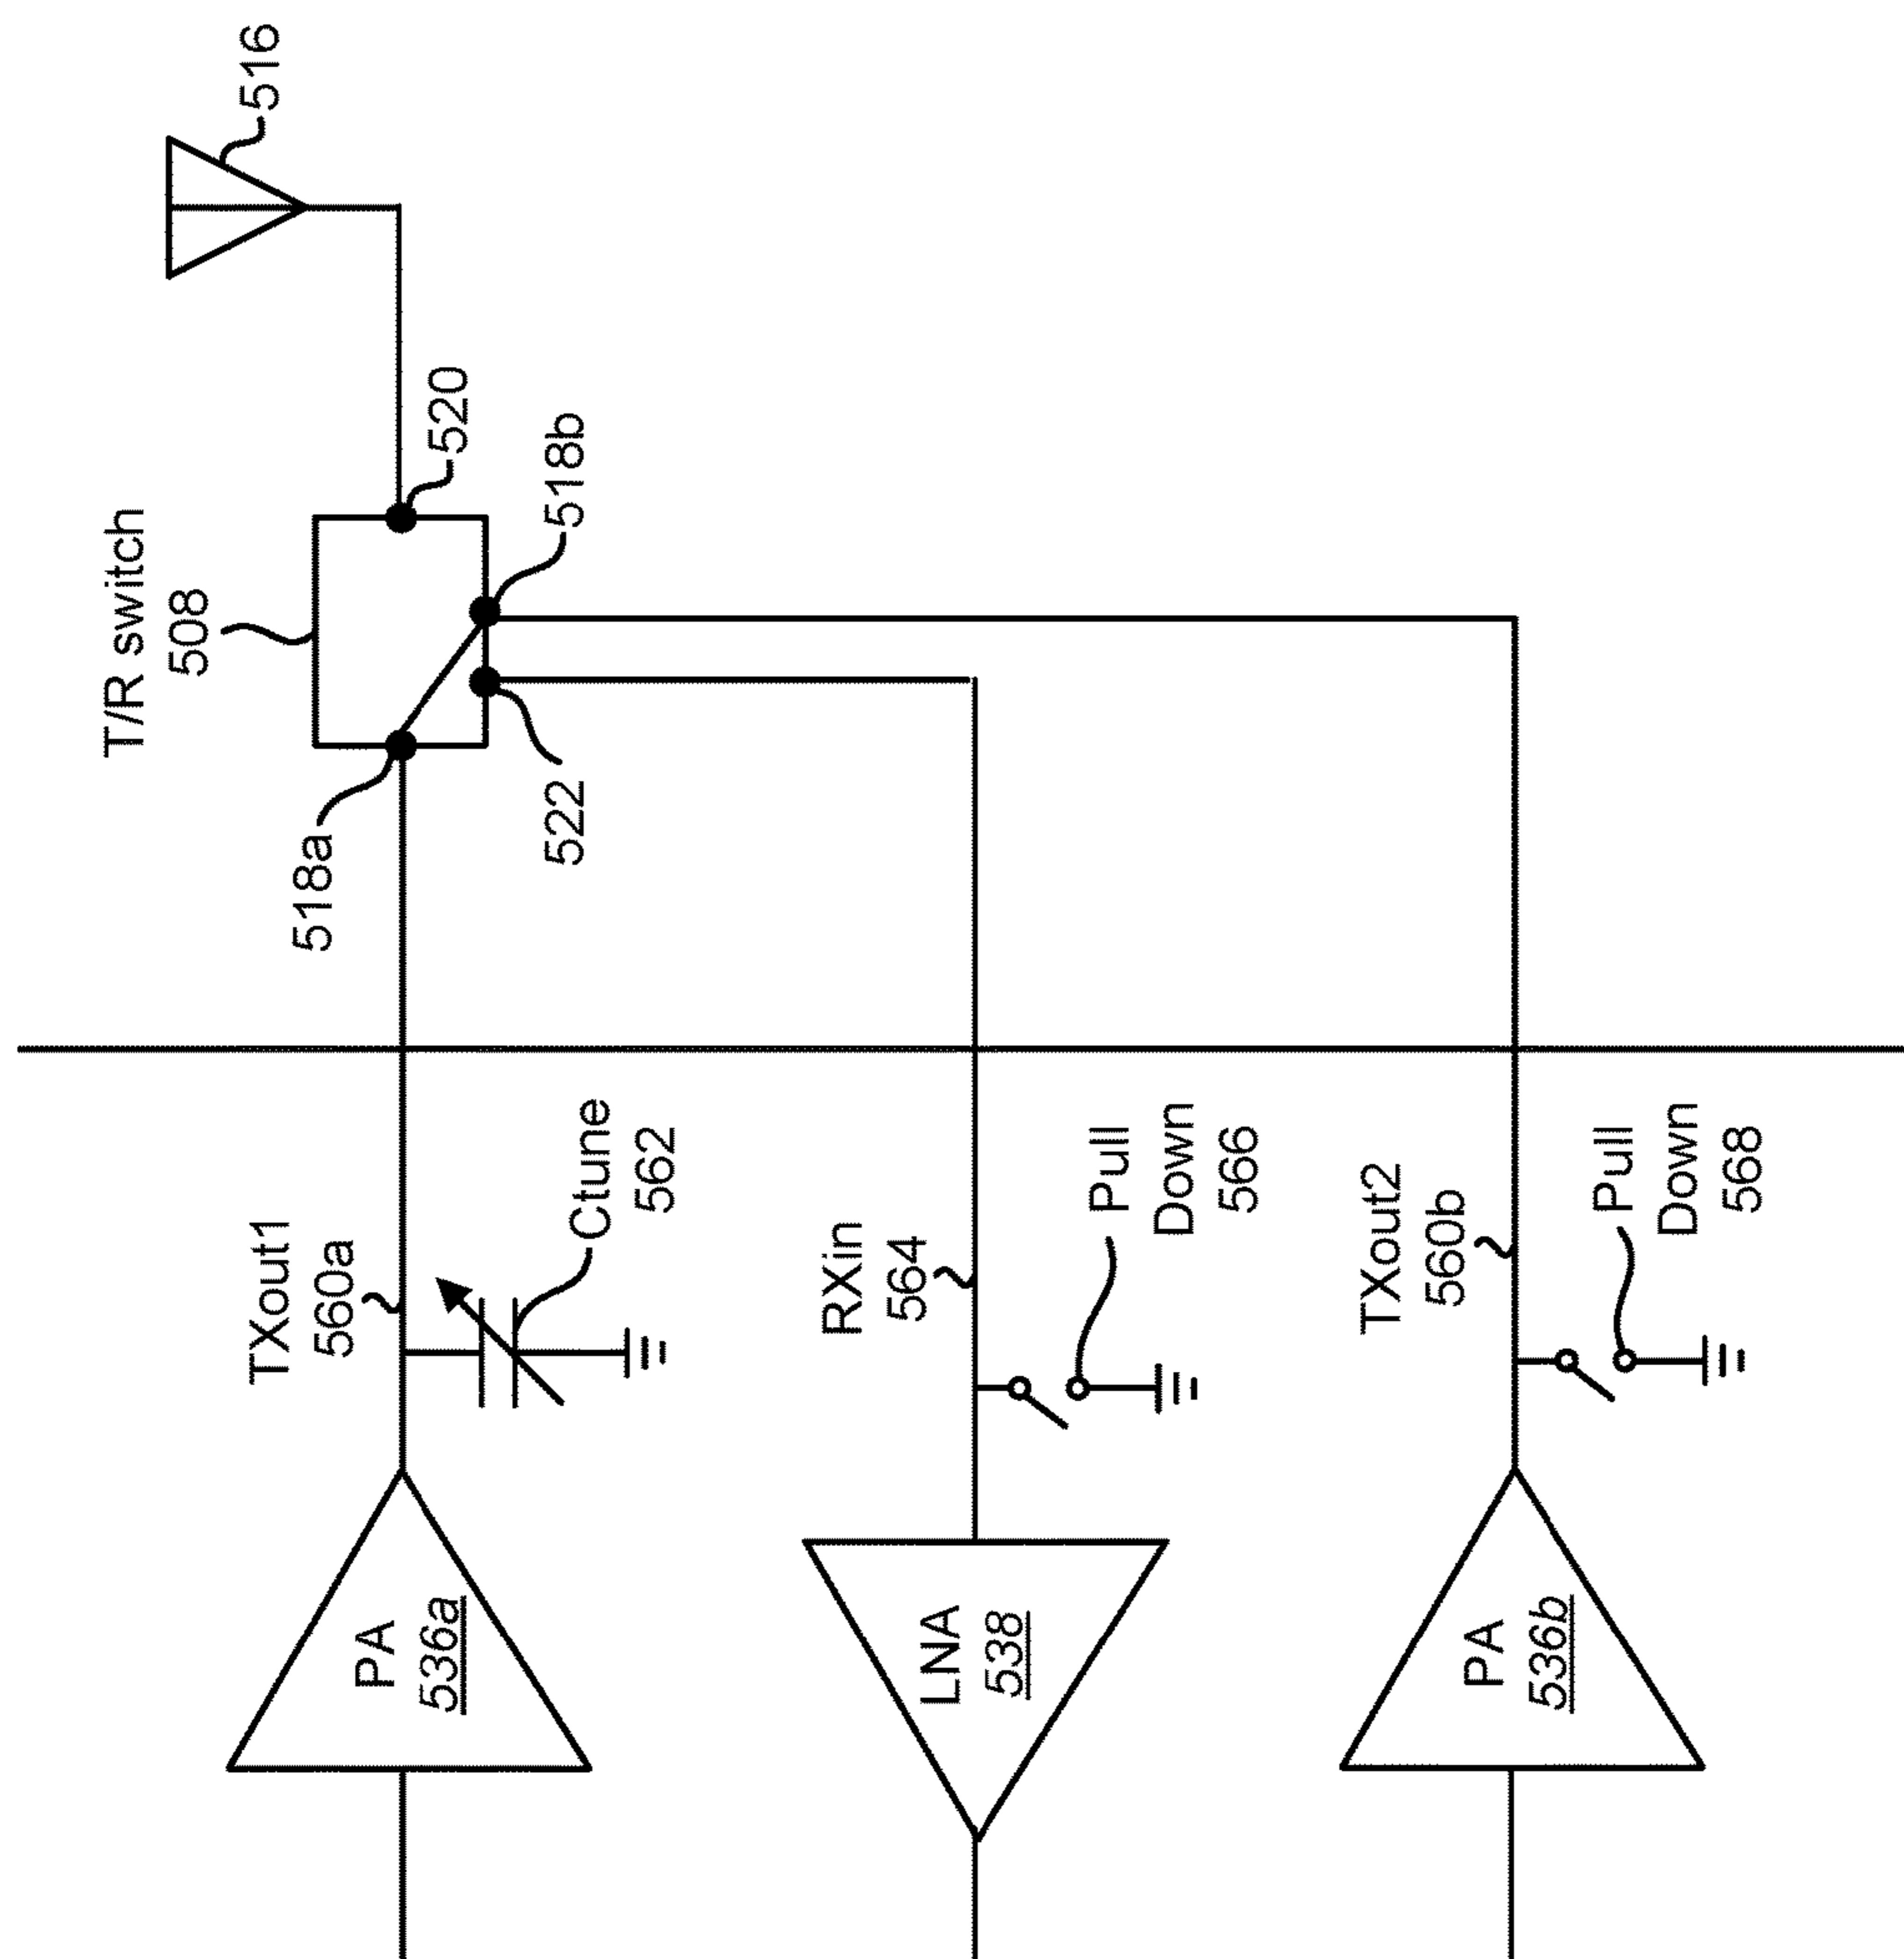 516
T/R switch
508
520
518b
518a
522
TXout1
560a
Ctune
562
PA
536a
RXin
564
Pull
Down
566
LNA
538
TXout2
560b
Pull
Down
568
PA
536b